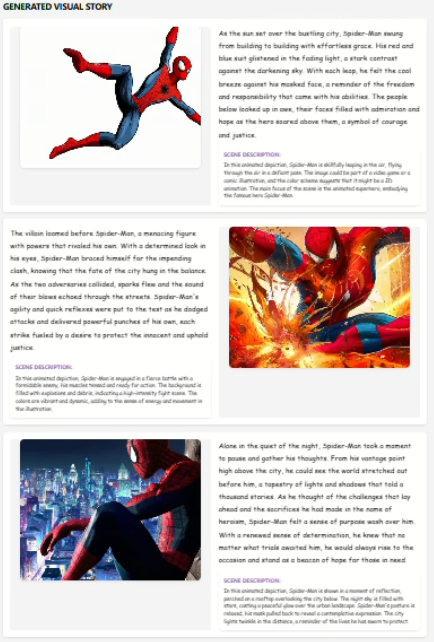 GENERATED VISUAL STORY
As the sun set over the bustling city, Spider-Man swung
from building to building with effortless grace. His red and
blue suit glistened in the fading light, a stark contrast
against the darkening sky. With each leap, he felt the cool
breeze against his masked face, a reminder of the freedom
and responsibility that came with his abilities. The people
below looked up in awe, their faces filled with admiration and
hope as the hero soared above them, a symbol of courage
and justice.
SCENE DESCRIPTION:
In this animated depiction, Spider-Man is skillfully leaping in the air, flying
through the air in a defiant pose. The image could be part of a video game or a
comic illustration, and the color scheme suggests that it might be a 2D
animation. The main focus of the scene is the animated superhero, embodying
the famous hero Spider-Man.
The villain loomed before Spider-Man, a menacing figure
with powers that rivaled his own. With a determined look in
his eyes, Spider-Man braced himself for the impending
clash, knowing that the fate of the city hung in the balance.
As the two adversaries collided, sparks flew and the sound
of their blows echoed through the streets. Spider-Man's
agility and quick reflexes were put to the test as he dodged
attacks and delivered powerful punches of his own, each
strike fueled by a desire to protect the innocent and uphold
justice.
SCENE DESCRIPTION:
In this animated depiction, Spider-Man is engaged in a fierce battle with a
formidable enemy, his muscles tensed and ready for action. The background is
filled with explosions and debris, indicating a high-intensity fight scene. The
colors are vibrant and dynamic, adding to the sense of energy and movement in
the illustration.
Alone in the quiet of the night, Spider-Man took a moment
to pause and gather his thoughts. From his vantage point
high above the city, he could see the world stretched out
before him, a tapestry of lights and shadows that told a
thousand stories. As he thought of the challenges that lay
ahead and the sacrifices he had made in the name of
heroism, Spider-Man felt a sense of purpose wash over him.
With a renewed sense of determination, he knew that no
matter what trials awaited him, he would always rise to the
occasion and stand as a beacon of hope for those in need.
SCENE DESCRIPTION:
In this animated depiction, Spider-Man is shown in a moment of reflection,
perched on a rooftop overlooking the city below. The night sky is filled with
stars, casting a peaceful glow over the urban landscape. Spider-Man's posture is
relaxed, his mask pulled back to reveal a contemplative expression. The city
lights twinkle in the distance, a reminder of the lives he has sworn to protect.